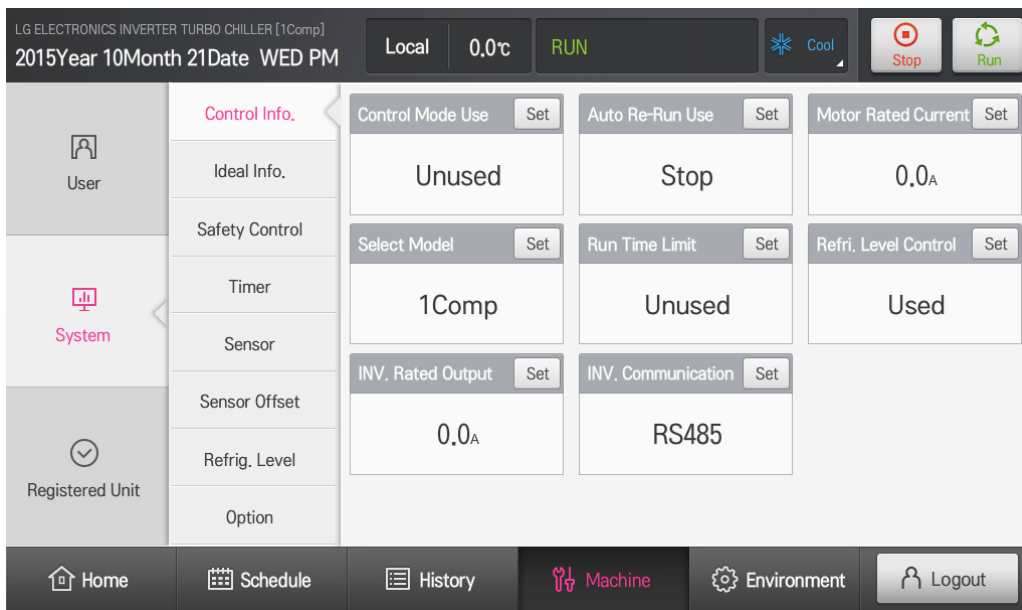 LG ELECTRONICS INVERTER TURBO CHILLER [1Comp]
2015Year 10Month 21Date WED PM
Local 0.0℃ RUN Cool Stop Run
User
System
Registered Unit
Control Info.
Ideal Info.
Safety Control
Timer
Sensor
Sensor Offset
Refrig. Level
Option
Control Mode Use Set
Unused
Auto Re-Run Use Set
Stop
Motor Rated Current Set
0.0A
Select Model Set
1Comp
Run Time Limit Set
Unused
Refri. Level Control Set
Used
INV. Rated Output Set
0.0A
INV. Communication Set
RS485
Home Schedule History Machine Environment Logout